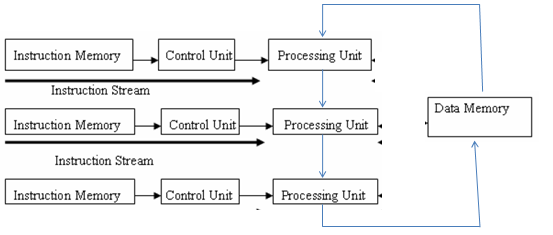 Instruction Memory Control Unit Processing Unit
Instruction Stream
Data Memory
Instruction Memory Control Unit Processing Unit
Instruction Stream
Instruction Memory Control Unit Processing Unit